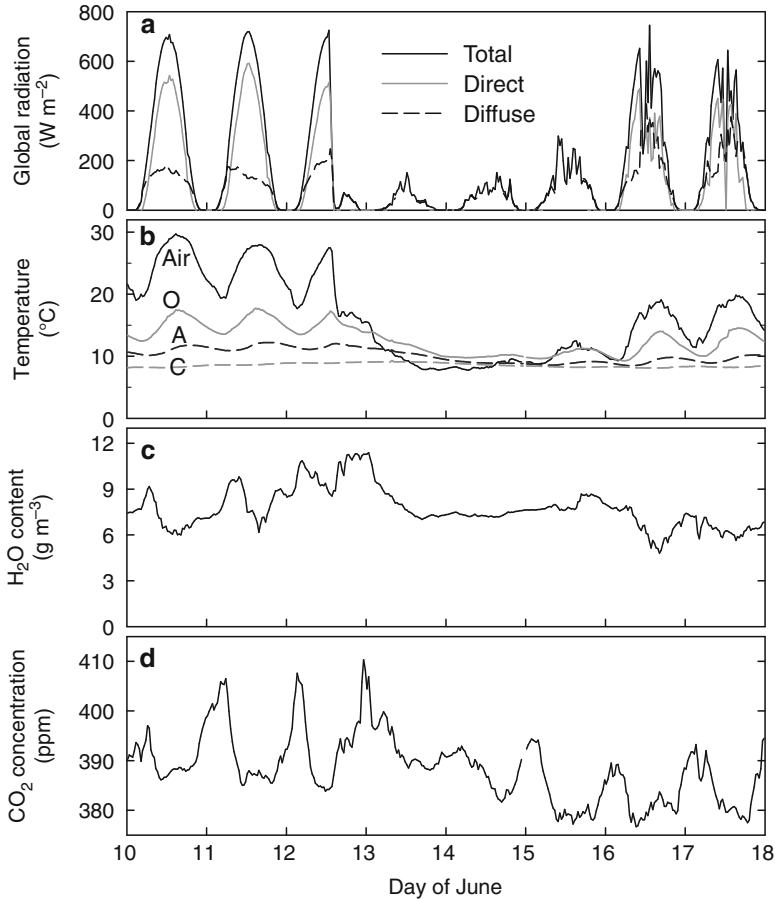 a
800
600
400
200
0
Global radiation
(W m⁻²)
Total
Direct
Diffuse
b
30
20
10
0
Temperature
(°C)
Air
O
A
C
c
12
9
6
3
0
H₂O content
(g m⁻³)
d
410
400
390
380
CO₂ concentration
(ppm)
10 11 12 13 14 15 16 17 18
Day of June